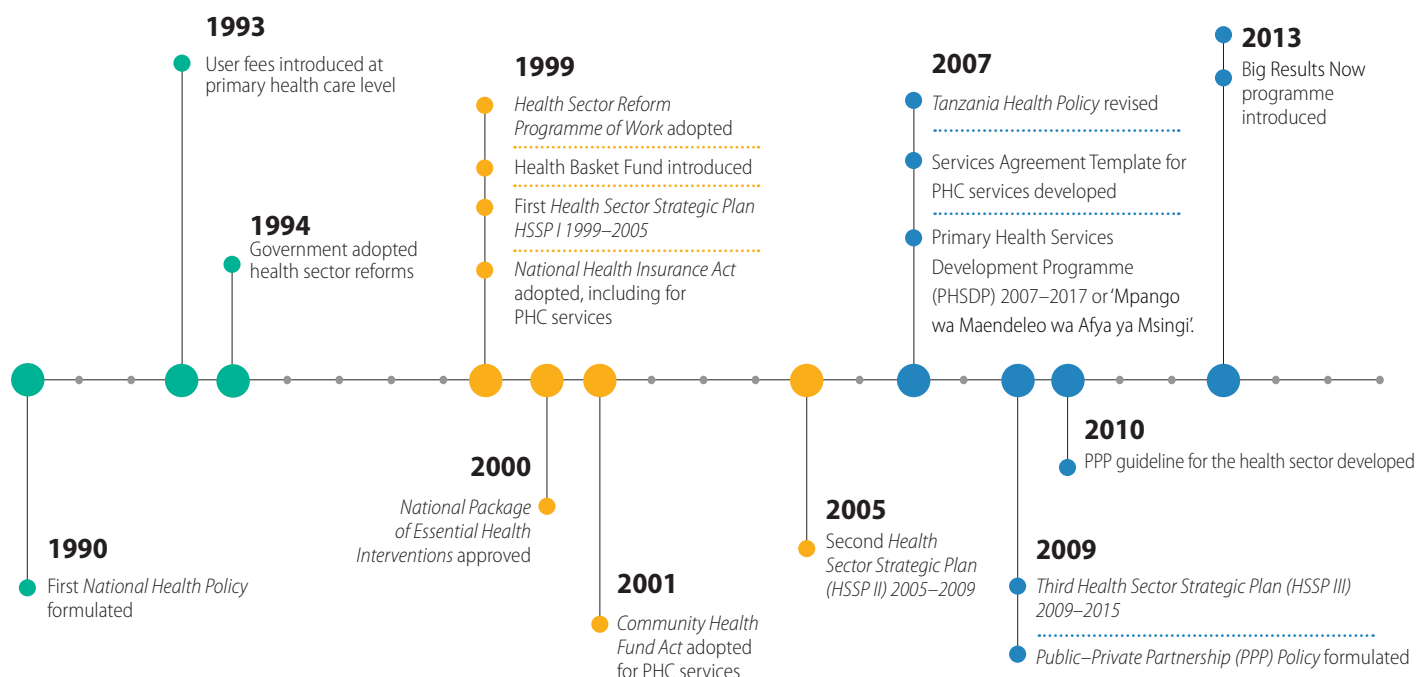 1993
User fees introduced at
primary health care level
1994
Government adopted
health sector reforms
1999
Health Sector Reform
Programme of Work adopted
Health Basket Fund introduced
First Health Sector Strategic Plan
HSSP I 1999–2005
National Health Insurance Act
adopted, including for
PHC services
2007
Tanzania Health Policy revised
Services Agreement Template for
PHC services developed
Primary Health Services
Development Programme
(PHSDP) 2007–2017 or ‘Mpango
wa Maendeleo wa Afya ya Msingi’.
2013
Big Results Now
programme
introduced
1990
First National Health Policy
formulated
2000
National Package
of Essential Health
Interventions approved
2001
Community Health
Fund Act adopted
for PHC services
2005
Second Health
Sector Strategic Plan
(HSSP II) 2005–2009
2009
Third Health Sector Strategic Plan (HSSP III)
2009–2015
Public–Private Partnership (PPP) Policy formulated
2010
PPP guideline for the health sector developed